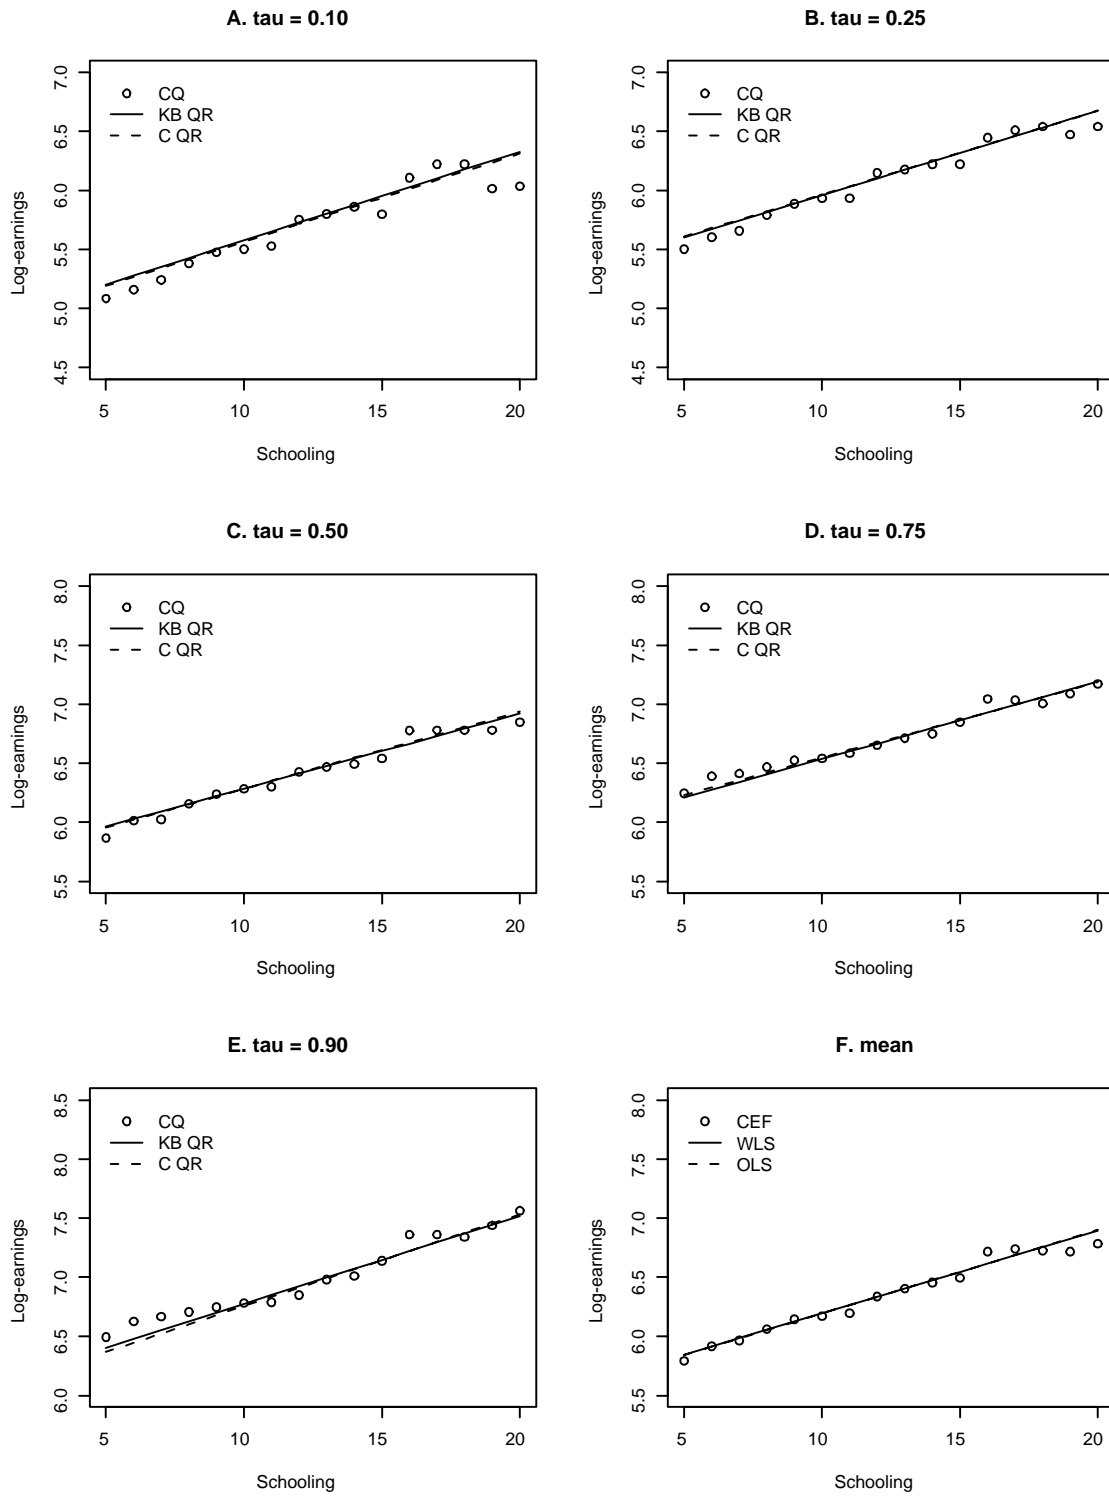 A. tau = 0.10
CQ
KB QR
C QR
Log-earnings
7.0
6.5
6.0
5.5
5.0
4.5
5 10 15 20
Schooling
B. tau = 0.25
CQ
KB QR
C QR
Log-earnings
7.0
6.5
6.0
5.5
5.0
4.5
5 10 15 20
Schooling
C. tau = 0.50
CQ
KB QR
C QR
Log-earnings
8.0
7.5
7.0
6.5
6.0
5.5
5 10 15 20
Schooling
D. tau = 0.75
CQ
KB QR
C QR
Log-earnings
8.0
7.5
7.0
6.5
6.0
5.5
5 10 15 20
Schooling
E. tau = 0.90
CQ
KB QR
C QR
Log-earnings
8.5
8.0
7.5
7.0
6.5
6.0
5 10 15 20
Schooling
F. mean
CEF
WLS
OLS
Log-earnings
8.0
7.5
7.0
6.5
6.0
5.5
5 10 15 20
Schooling